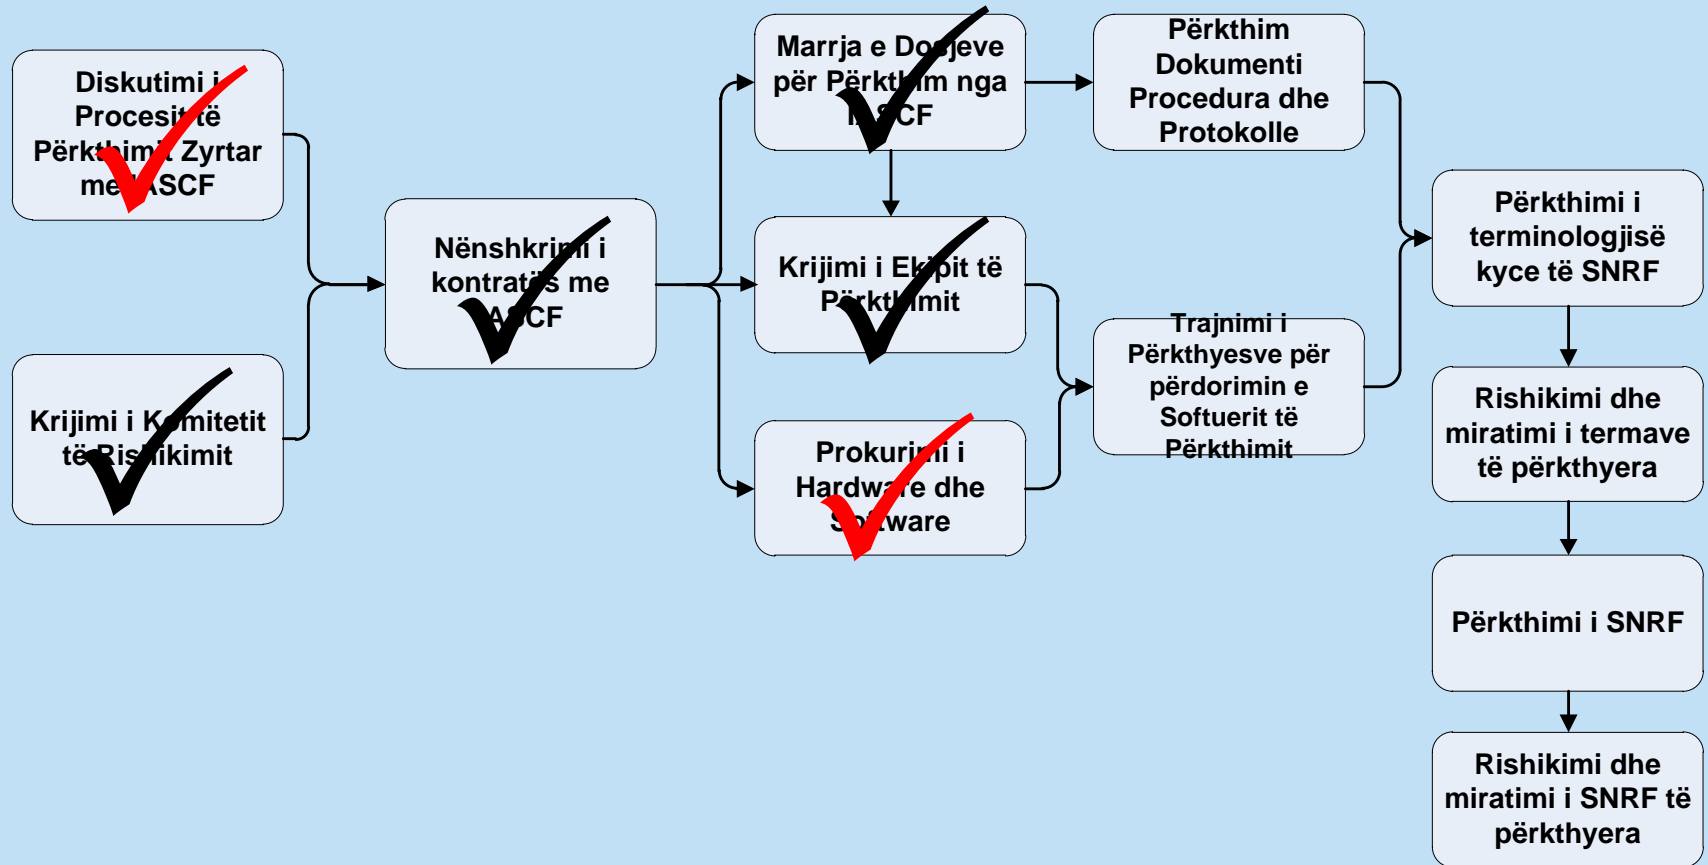 Diskutimi i
Procesit të
Përkthimit Zyrtar
me IASCF
Krijimi i Komitetit
të Rishikimit
Nënshkrimi i
kontratës me
IASCF
Marrja e Dosjeve
për Përkthim nga
IASCF
Krijimi i Ekipit të
Përkthimit
Prokurimi i
Hardware dhe
Software
Përkthim
Dokumenti
Procedura dhe
Protokolle
Trajnimi i
Përkthyesve për
përdorimin e
Softuerit të
Përkthimit
Përkthimi i
terminologjisë
kyce të SNRF
Rishikimi dhe
miratimi i termave
të përkthyera
Përkthimi i SNRF
Rishikimi dhe
miratimi i SNRF të
përkthyera